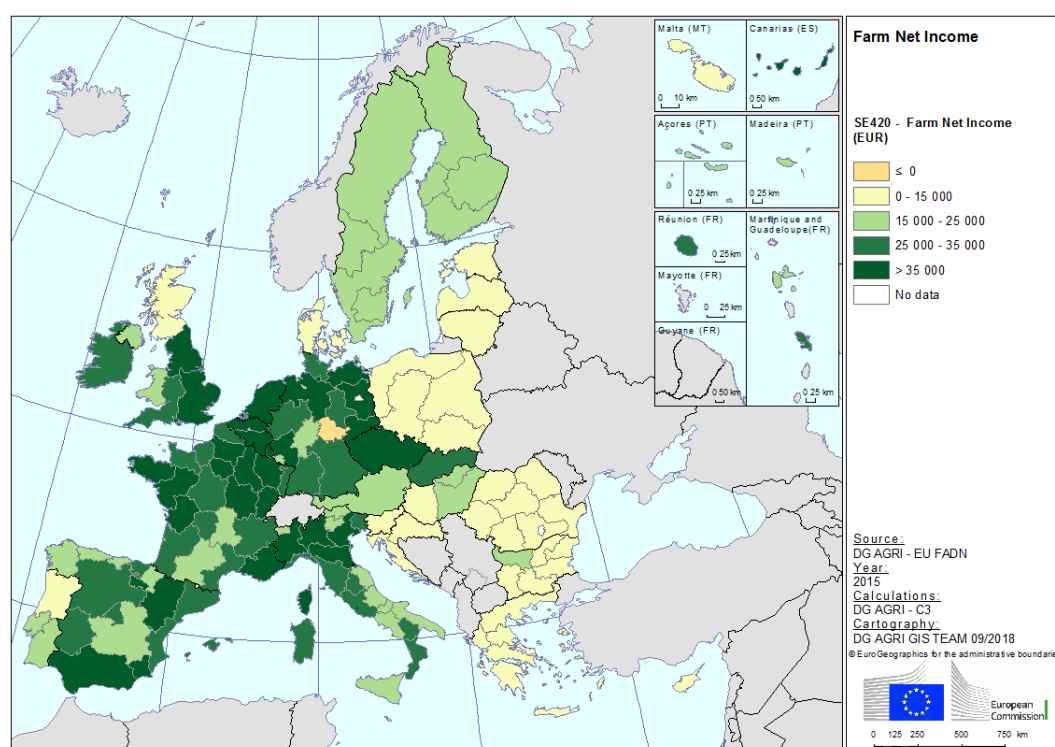 Malta (MT)
0 10 km
Canarias (ES)
0 50 km
Açores (PT)
0 25 km
Madeira (PT)
0 25 km
Réunion (FR)
0 25 km
Martinique and
Guadeloupe(FR)
0 25 km
Mayotte (FR)
0 25 km
Guyane (FR)
0 50 km
Farm Net Income
SE420 - Farm Net Income
(EUR)
≤ 0
0 - 15 000
15 000 - 25 000
25 000 - 35 000
> 35 000
No data
Source:
DG AGRI - EU FADN
Year:
2015
Calculations:
DG AGRI - C3
Cartography:
DG AGRI GIS TEAM 09/2018
© EuroGeographics for the administrative boundarie
European
Commission
0 125 250 500 750 km